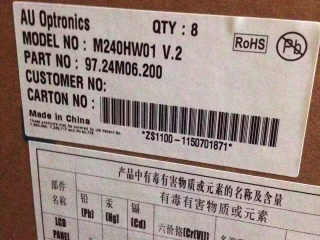 AU Optronics QTY : 8
MODEL NO : M240HW01 V.2
PART NO : 97.24M06.200 RoHS Pb
CUSTOMER NO:
CARTON NO :
Made in China
*ZS1100-1150701871*
产品中有毒有害物质或元素的名称及含量
部件 有毒有害物质或元素
名称 铅 汞 镉 六价铬(Cr(VI))
(Pb) (Hg) (Cd)
LCD
PANEL